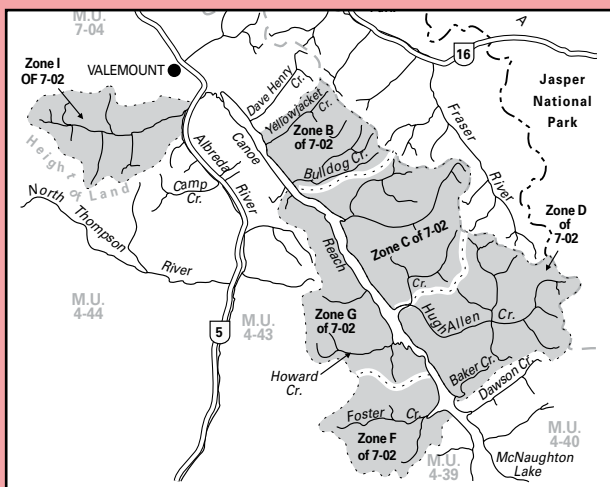 M.U.
7-04
Zone I
OF 7-02
VALEMOUNT
16
A
Jasper
National
Park
Dave Henry
Cr.
Yellowjacket
Cr.
Zone B
of 7-02
Bulldog Cr.
Fraser
River
Canoe
Reach
Albreda
River
Camp
Cr.
Height of Land
North Thompson
River
Zone C of 7-02
Zone D
of
7-02
Cr.
Hugh Allen
Cr.
M.U.
4-44
5
M.U.
4-43
Zone G
of 7-02
Howard
Cr.
Baker Cr.
Dawson Cr.
Foster Cr.
Zone F
of 7-02
M.U.
4-40
M.U.
4-39
McNaughton
Lake